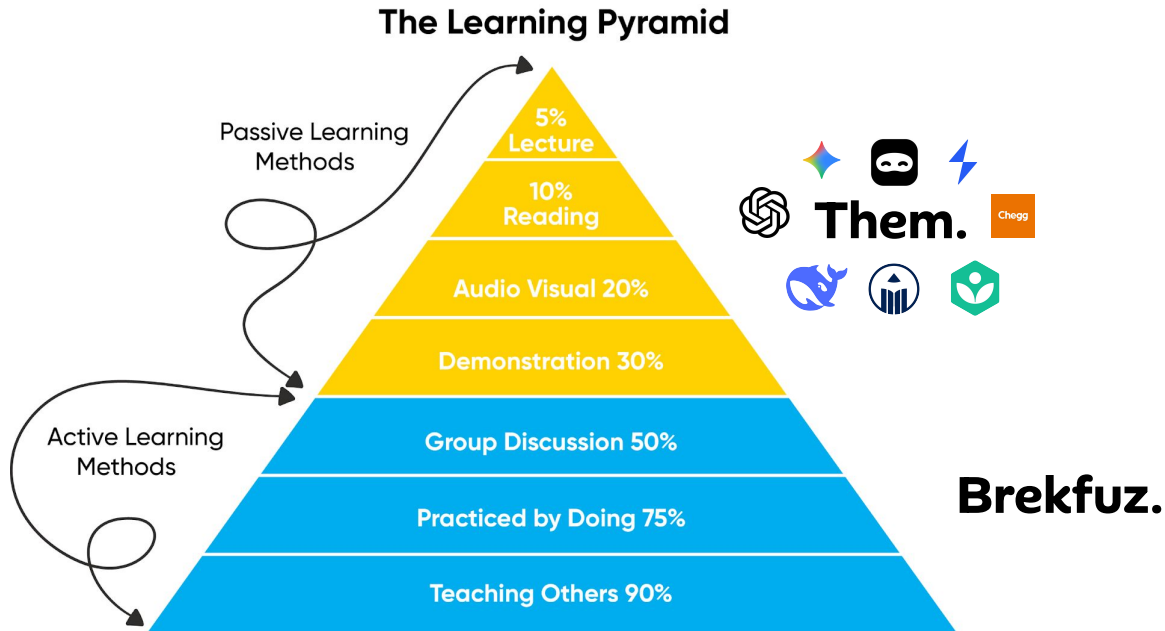 The Learning Pyramid
Passive Learning
Methods
5%
Lecture
10%
Reading
Audio Visual 20%
Demonstration 30%
Them.
Chegg
Active Learning
Methods
Group Discussion 50%
Practiced by Doing 75%
Teaching Others 90%
Brekfuz.